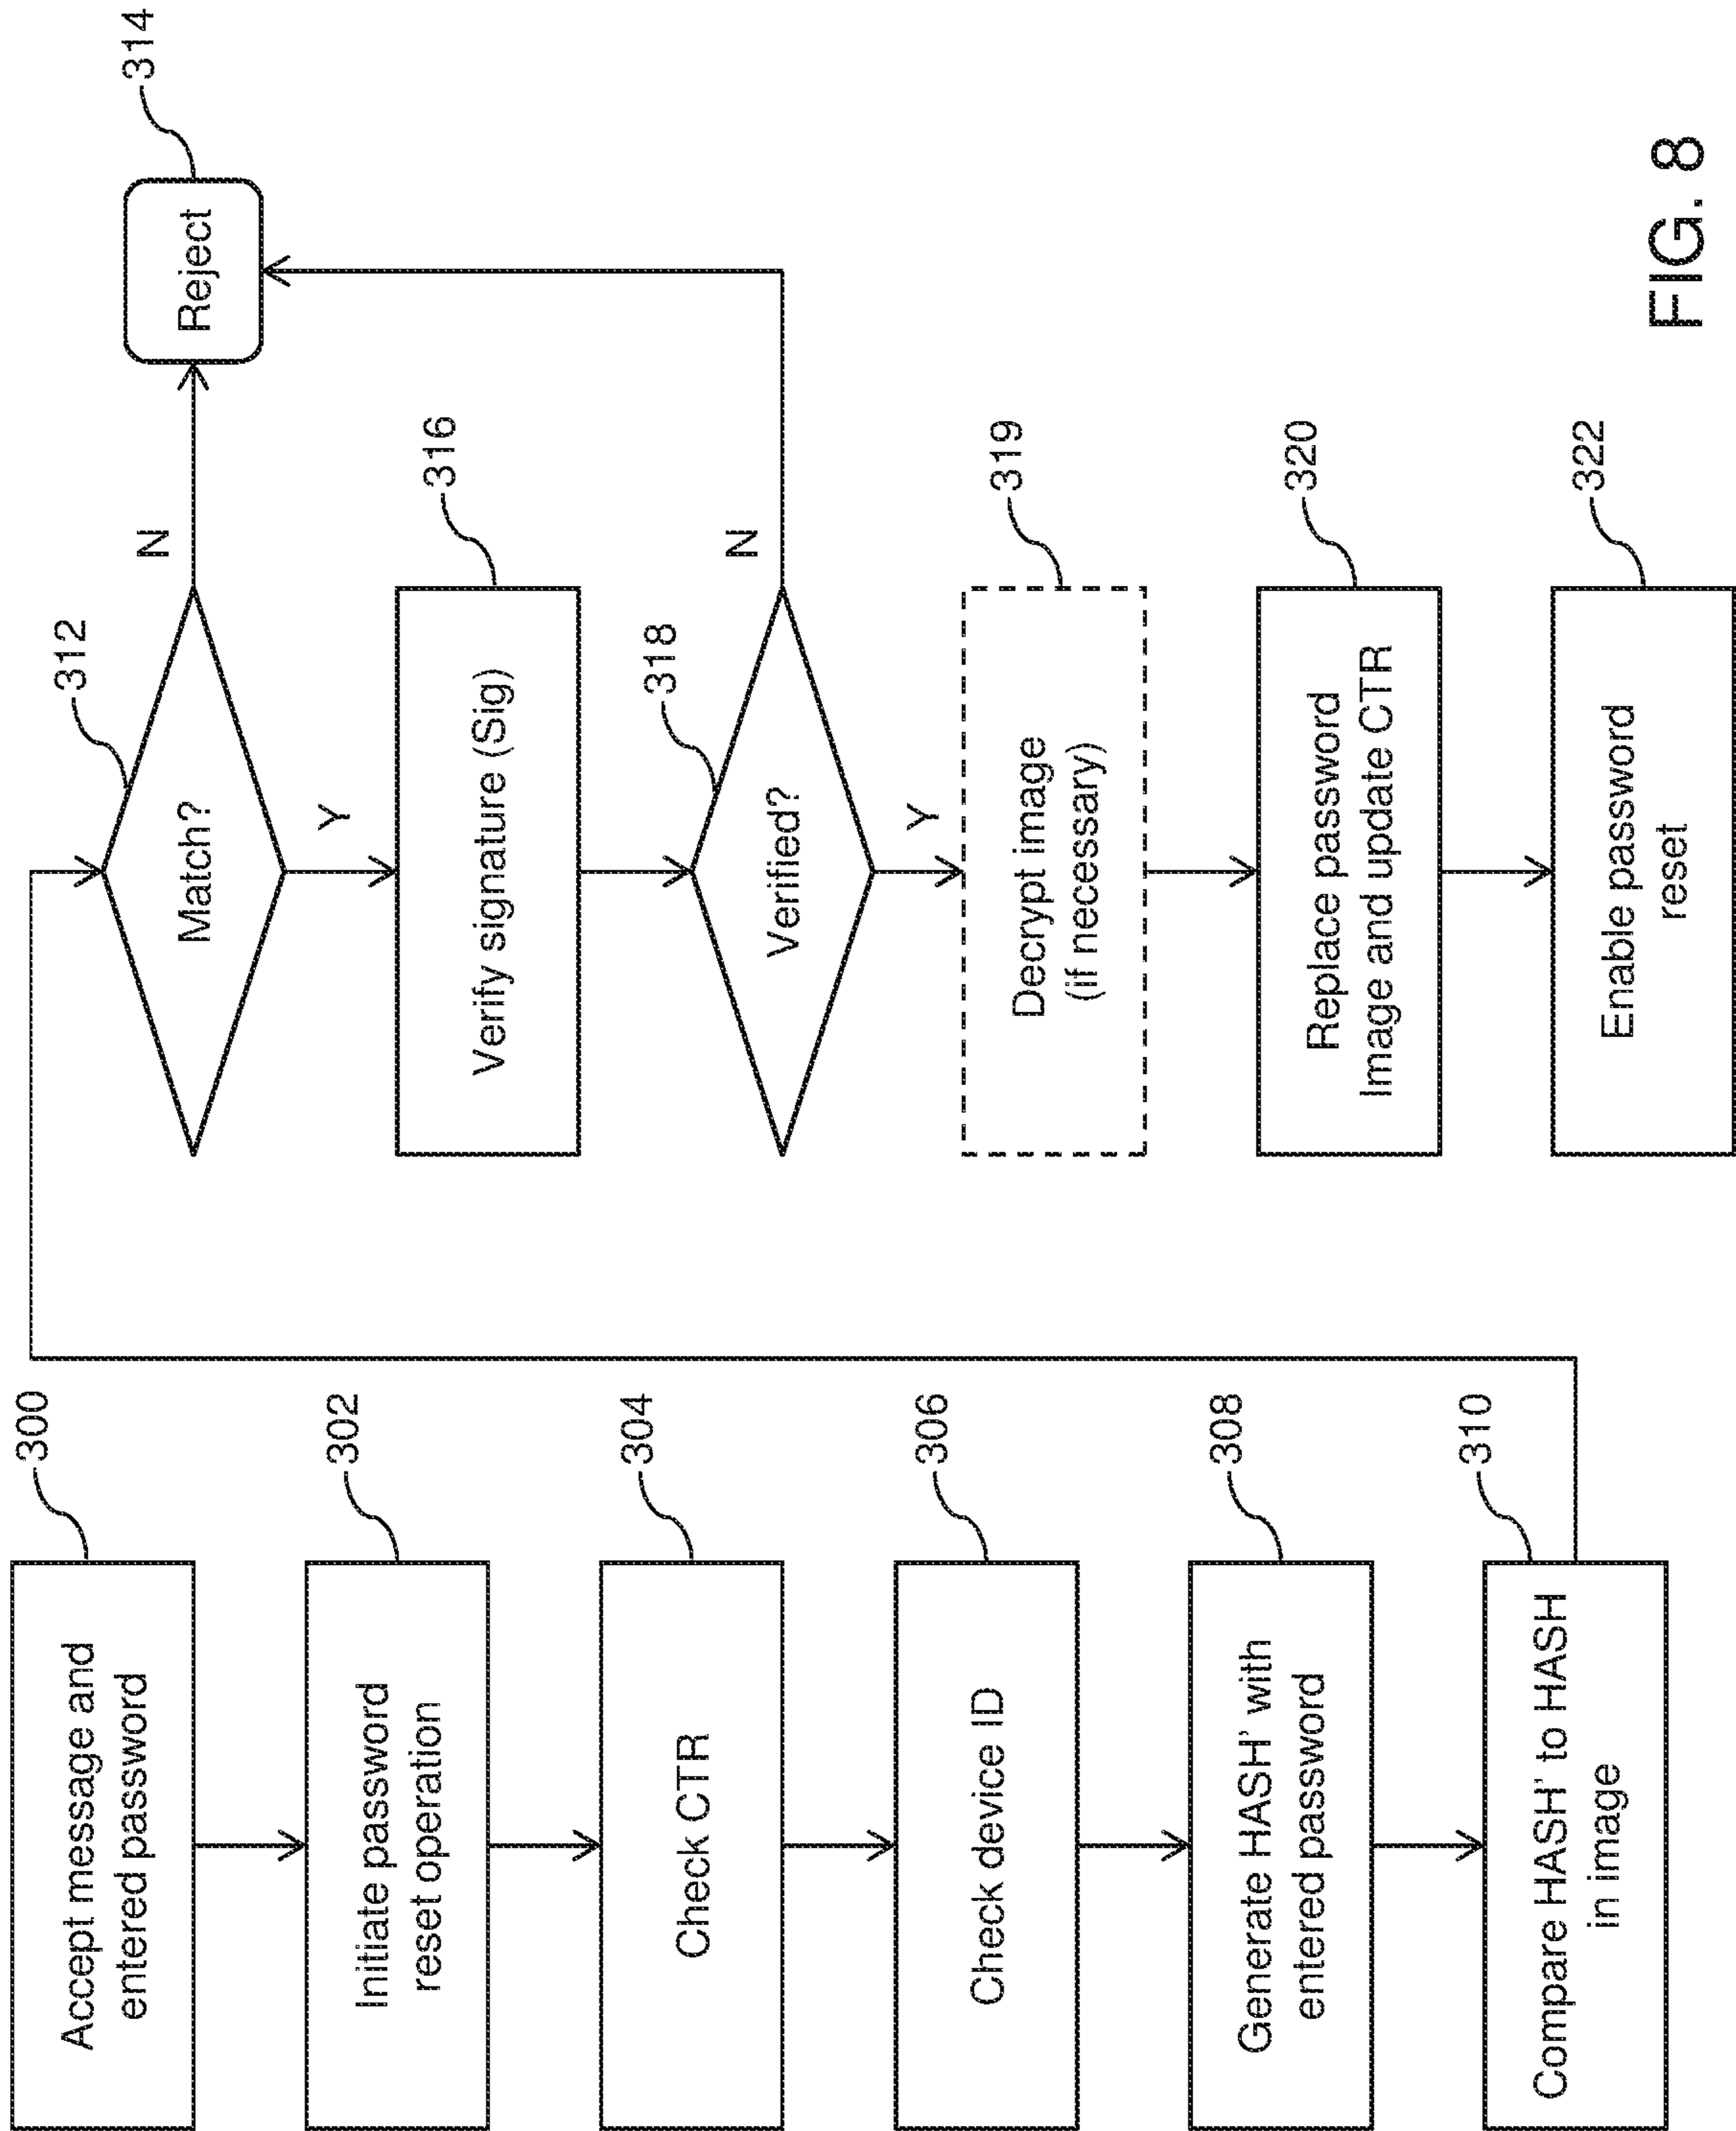 Accept message and
entered password
300
Initiate password
reset operation
302
Check CTR
304
Check device ID
306
Generate HASH' with
entered password
308
Compare HASH' to HASH
in image
310
Match?
312
N
Reject
314
Y
Verify signature (Sig)
316
Verified?
318
N
Y
Decrypt image
(if necessary)
319
Replace password
Image and update CTR
320
Enable password
reset
322
FIG. 8